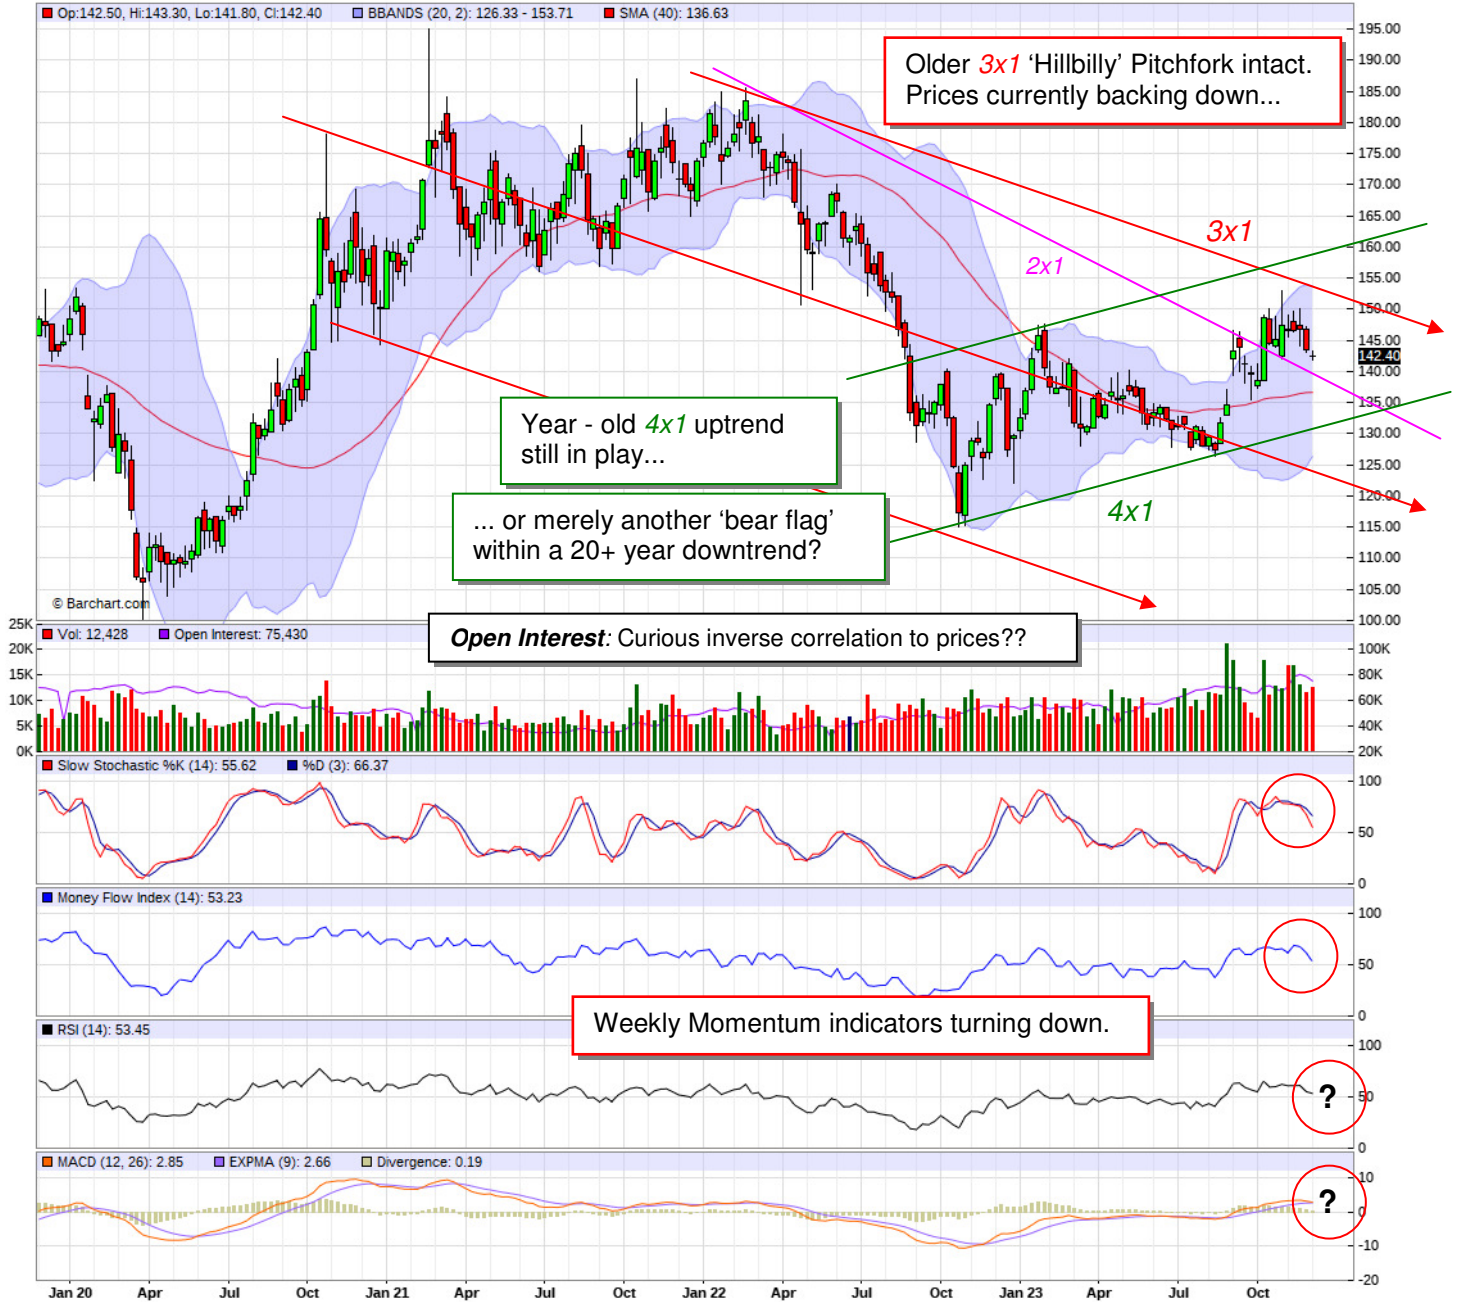 Op:142.50, Hi:143.30, Lo:141.80, Cl:142.40 BBANDS (20, 2): 126.33 - 153.71 SMA (40): 136.63
195.00
190.00
Older 3x1 ‘Hillbilly’ Pitchfork intact.
Prices currently backing down...
185.00
180.00
175.00
170.00
165.00
3x1
160.00
2x1
155.00
150.00
145.00
142.40
140.00
135.00
Year - old 4x1 uptrend
still in play...
130.00
125.00
120.00
4x1
... or merely another ‘bear flag’
within a 20+ year downtrend?
115.00
110.00
105.00
© Barchart.com
100.00
25K
Vol: 12,428 Open Interest: 75,430
Open Interest: Curious inverse correlation to prices??
20K 100K
15K 80K
10K 60K
5K 40K
0K 20K
Slow Stochastic %K (14): 55.62 %D (3): 66.37
100
50
0
Money Flow Index (14): 53.23
100
50
0
Weekly Momentum indicators turning down.
RSI (14): 53.45
100
? 50
0
MACD (12, 26): 2.85 EXPMA (9): 2.66 Divergence: 0.19
10
? 0
-10
-20
Jan 20 Apr Jul Oct Jan 21 Apr Jul Oct Jan 22 Apr Jul Oct Jan 23 Apr Jul Oct